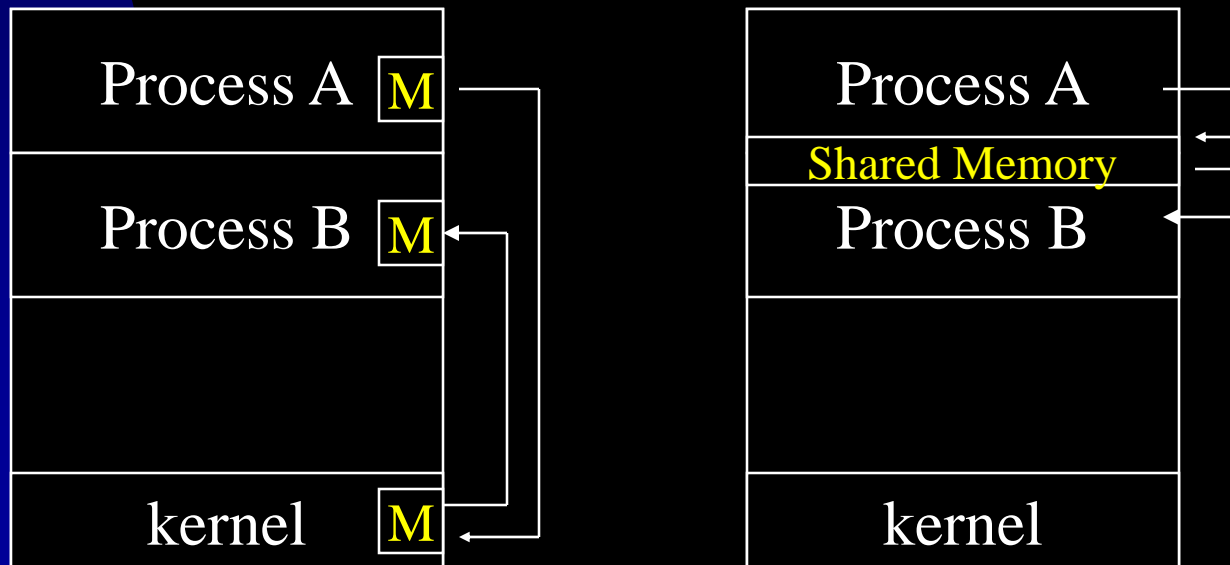 Process A M
Process B M
kernel M
Process A
Shared Memory
Process B
kernel